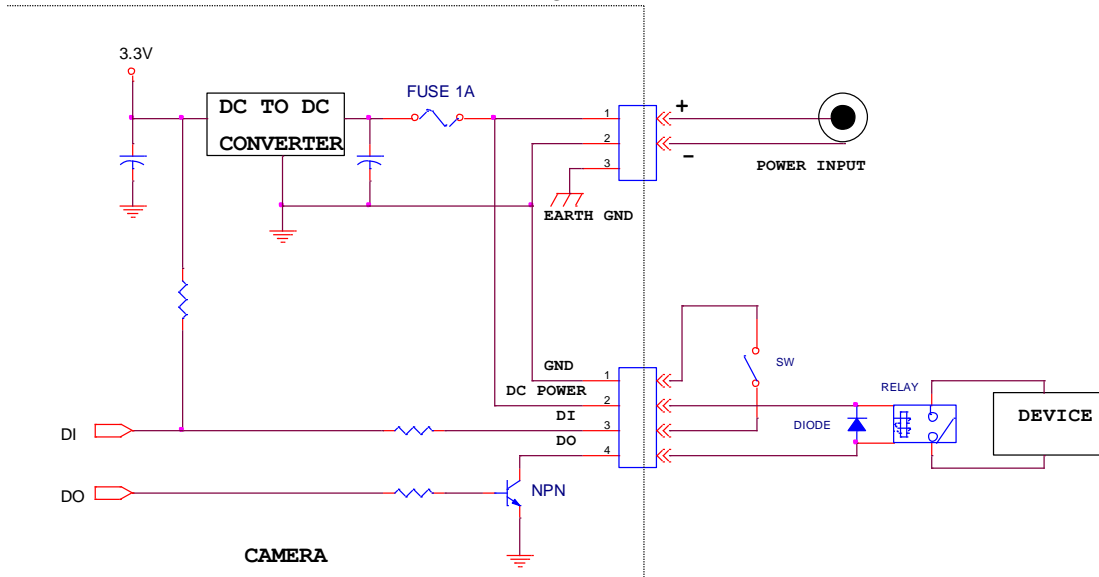 3.3V
FUSE 1A
DC TO DC
CONVERTER
1
2
3
+
-
POWER INPUT
EARTH GND
GND
DC POWER
DI
DO
1
2
3
4
SW
RELAY
DIODE
DEVICE
DI
DO
NPN
CAMERA